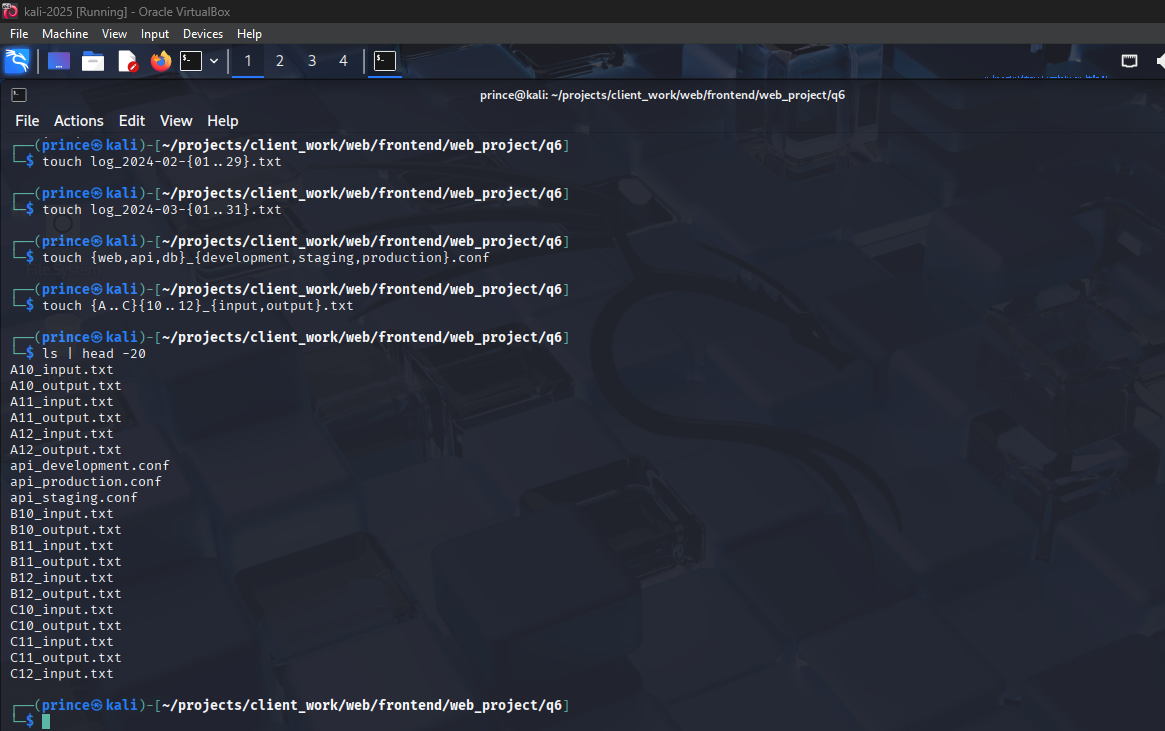 kali-2025 [Running] - Oracle VirtualBox
File Machine View Input Devices Help
1 2 3 4
prince@kali: ~/projects/client_work/web/frontend/web_project/q6
File Actions Edit View Help
┌──(prince㉿kali)-[~/projects/client_work/web/frontend/web_project/q6]
└─$ touch log_2024-02-{01..29}.txt
┌──(prince㉿kali)-[~/projects/client_work/web/frontend/web_project/q6]
└─$ touch log_2024-03-{01..31}.txt
┌──(prince㉿kali)-[~/projects/client_work/web/frontend/web_project/q6]
└─$ touch {web,api,db}_{development,staging,production}.conf
┌──(prince㉿kali)-[~/projects/client_work/web/frontend/web_project/q6]
└─$ touch {A..C}{10..12}_{input,output}.txt
┌──(prince㉿kali)-[~/projects/client_work/web/frontend/web_project/q6]
└─$ ls | head -20
A10_input.txt
A10_output.txt
A11_input.txt
A11_output.txt
A12_input.txt
A12_output.txt
api_development.conf
api_production.conf
api_staging.conf
B10_input.txt
B10_output.txt
B11_input.txt
B11_output.txt
B12_input.txt
B12_output.txt
C10_input.txt
C10_output.txt
C11_input.txt
C11_output.txt
C12_input.txt
┌──(prince㉿kali)-[~/projects/client_work/web/frontend/web_project/q6]
└─$